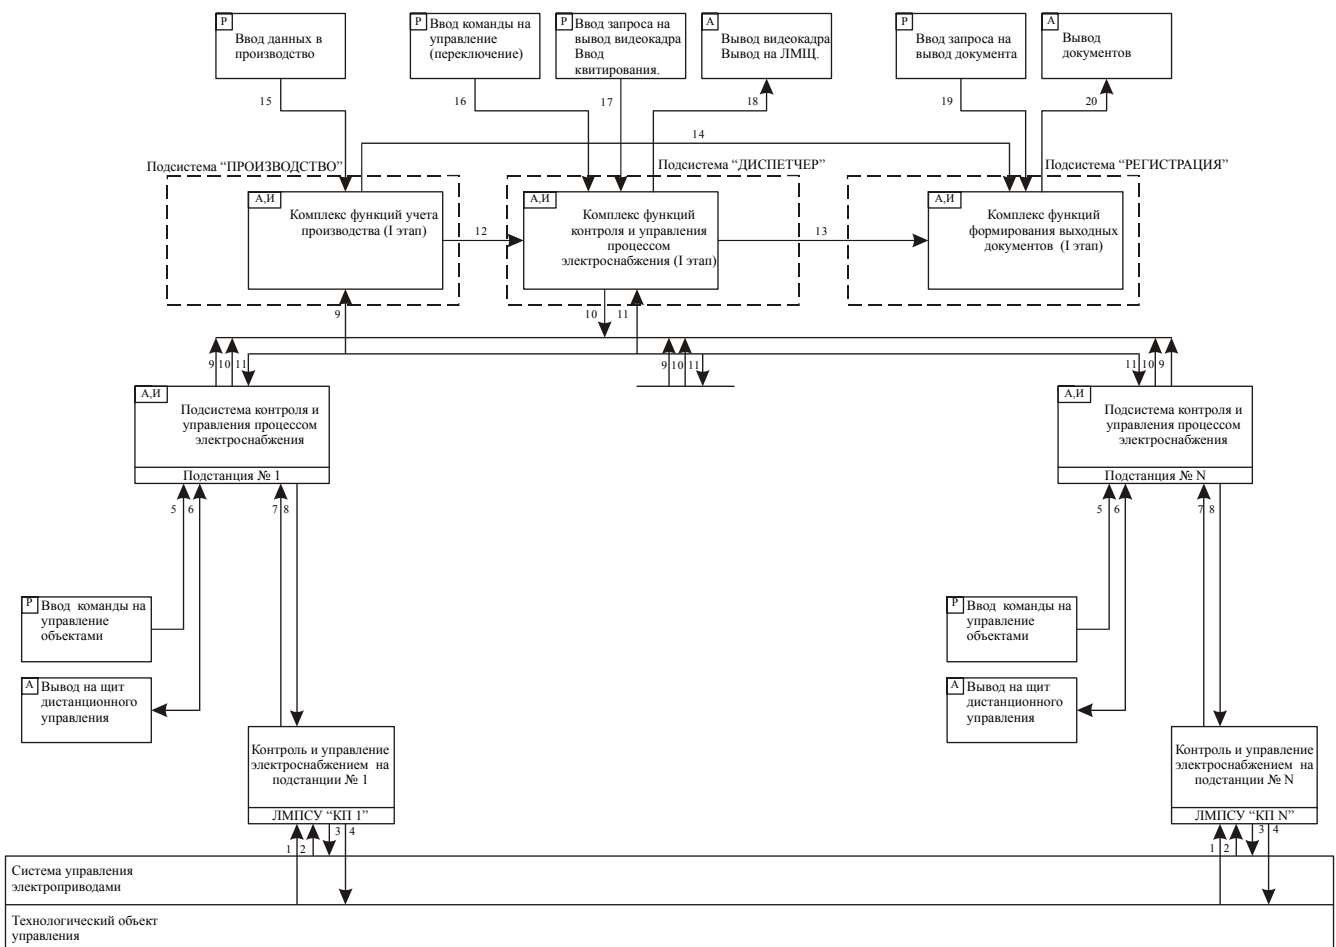 Р
Ввод данных в
производство
Р
Ввод команды на
управление
(переключение)
Р
Ввод запроса на
вывод видеокадра
Ввод
квитирования.
А
Вывод видеокадра
Вывод на ЛМЩ.
Р
Ввод запроса на
вывод документа
А
Вывод
документов
15
16
17
18
19
20
14
Подсистема “ПРОИЗВОДСТВО”
Подсистема “ДИСПЕТЧЕР”
Подсистема “РЕГИСТРАЦИЯ”
А,И
Комплекс функций учета
производства (I этап)
12
А,И
Комплекс функций
контроля и управления
процессом
электроснабжения (I этап)
13
А,И
Комплекс функций
формирования выходных
документов (I этап)
9
10
11
9
10
11
9
10
11
11
10
9
А,И
Подсистема контроля и
управления процессом
электроснабжения
Подстанция № 1
А,И
Подсистема контроля и
управления процессом
электроснабжения
Подстанция № N
5
6
7
8
5
6
7
8
Р
Ввод команды на
управление
объектами
А
Вывод на щит
дистанционного
управления
Р
Ввод команды на
управление
объектами
А
Вывод на щит
дистанционного
управления
Контроль и управление
электроснабжением на
подстанции № 1
ЛМПСУ “КП 1”
Контроль и управление
электроснабжением на
подстанции № N
ЛМПСУ “КП N”
1
2
3
4
1
2
3
4
Система управления
электроприводами
Технологический объект
управления